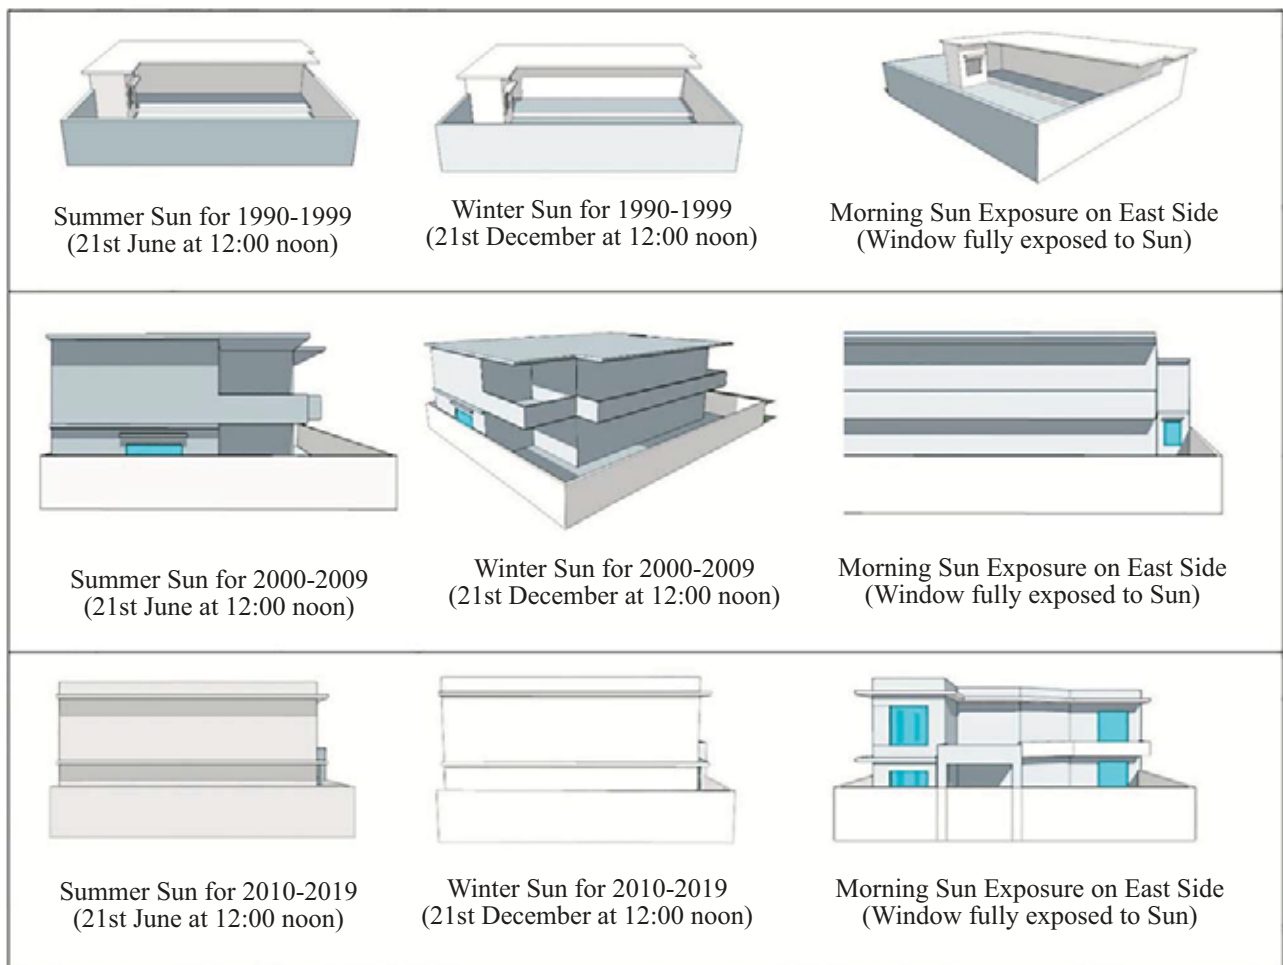 Summer Sun for 1990-1999
(21st June at 12:00 noon)
Winter Sun for 1990-1999
(21st December at 12:00 noon)
Morning Sun Exposure on East Side
(Window fully exposed to Sun)
Summer Sun for 2000-2009
(21st June at 12:00 noon)
Winter Sun for 2000-2009
(21st December at 12:00 noon)
Morning Sun Exposure on East Side
(Window fully exposed to Sun)
Summer Sun for 2010-2019
(21st June at 12:00 noon)
Winter Sun for 2010-2019
(21st December at 12:00 noon)
Morning Sun Exposure on East Side
(Window fully exposed to Sun)